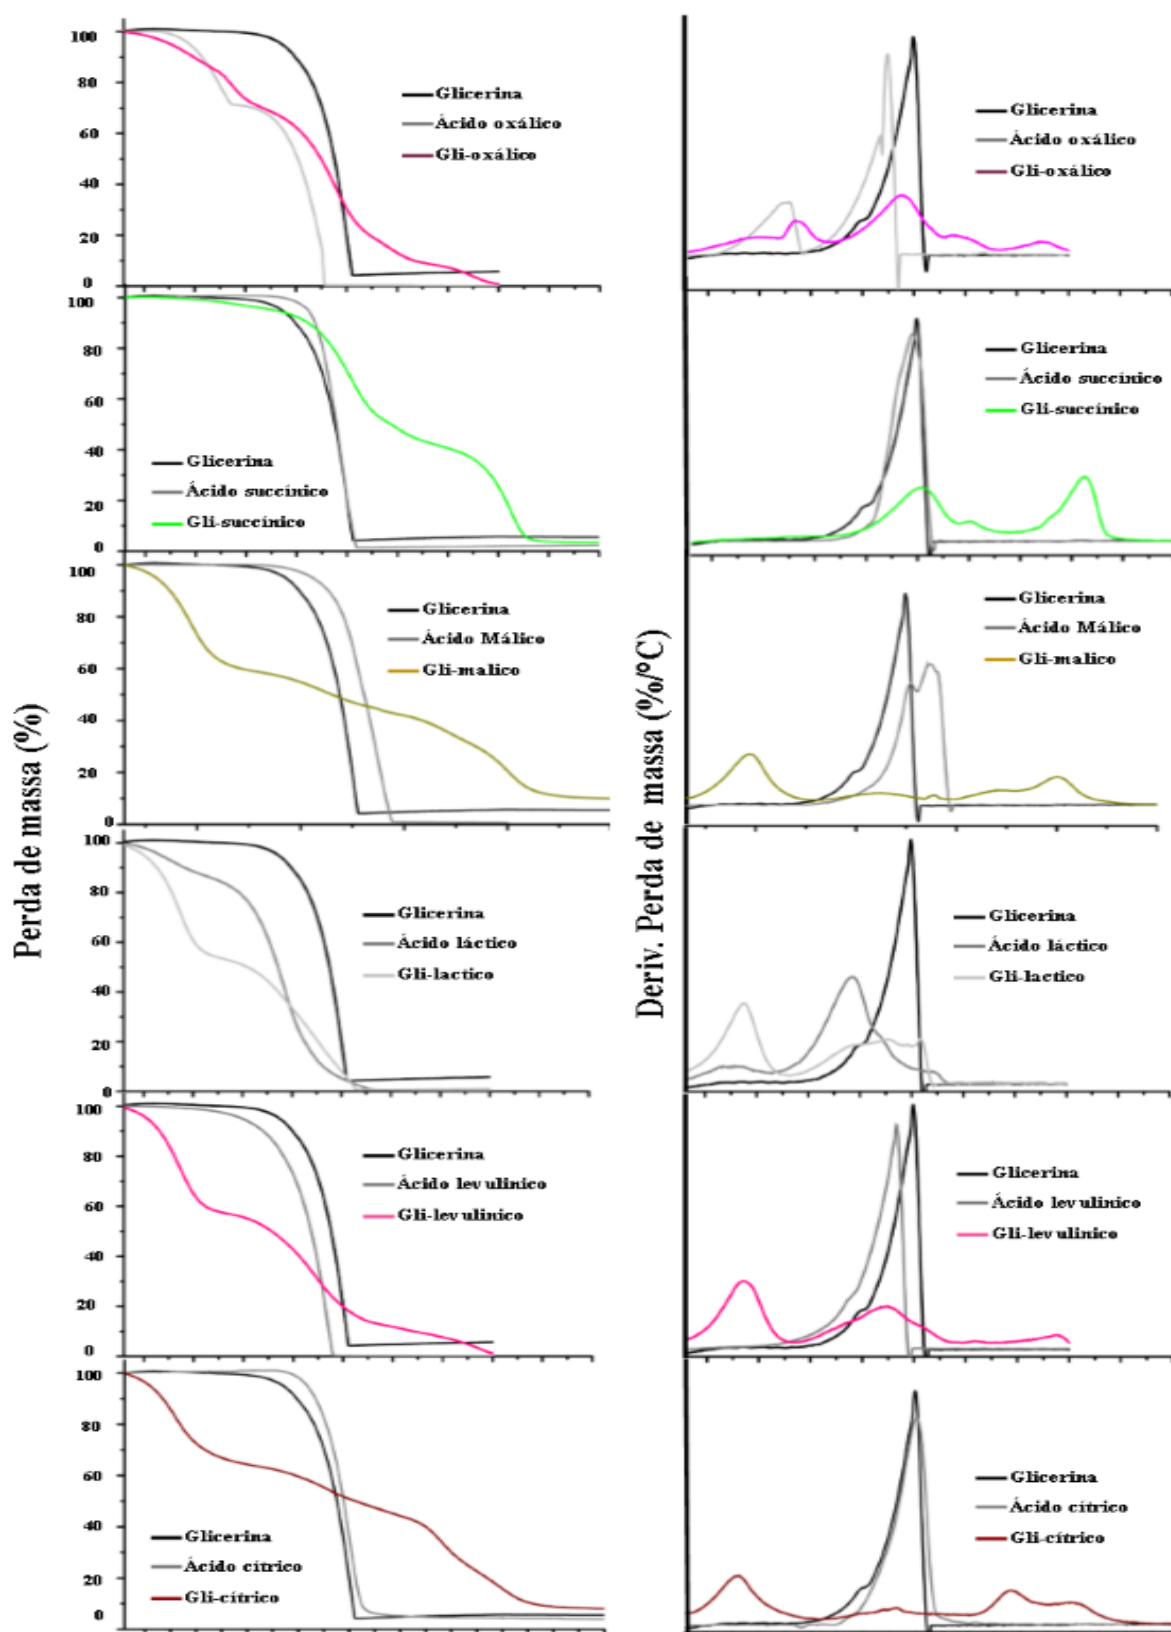 100
80
60
40
20
0
Glicerina
Ácido oxálico
Gli-oxálico
Glicerina
Ácido oxálico
Gli-oxálico
100
80
60
40
20
0
Glicerina
Ácido succínico
Gli-succínico
Glicerina
Ácido succínico
Gli-succínico
100
80
60
40
20
0
Glicerina
Ácido Málico
Gli-malico
Glicerina
Ácido Málico
Gli-malico
Perda de massa (%)
Deriv. Perda de massa (%/°C)
100
80
60
40
20
0
Glicerina
Ácido láctico
Gli-lactico
Glicerina
Ácido láctico
Gli-lactico
100
80
60
40
20
0
Glicerina
Ácido levulinico
Gli-levulinico
Glicerina
Ácido levulinico
Gli-levulinico
100
80
60
40
20
0
Glicerina
Ácido cítrico
Gli-cítrico
Glicerina
Ácido cítrico
Gli-cítrico